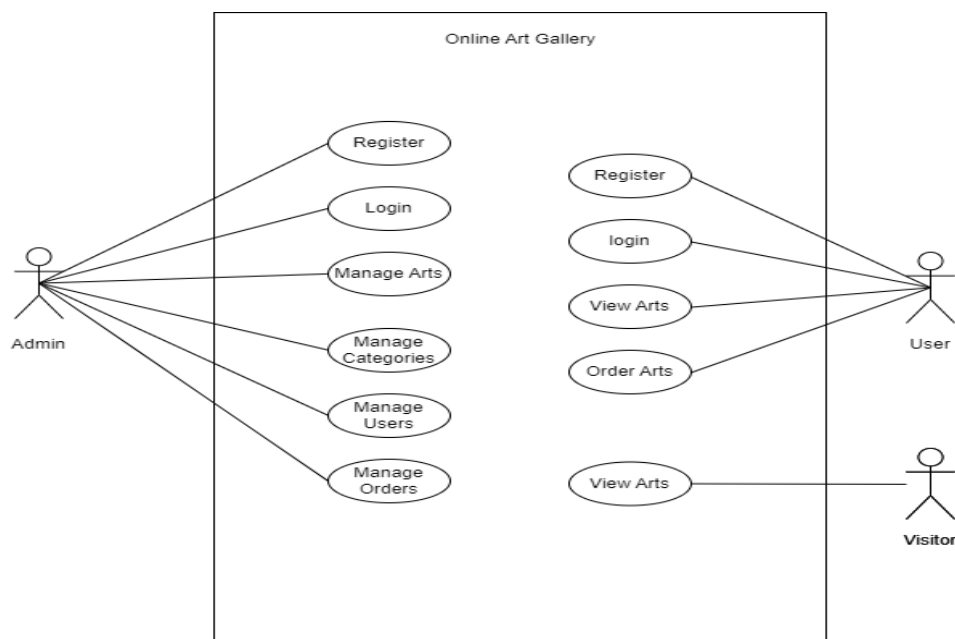 Online Art Gallery
Register
Login
Manage Arts
Manage
Categories
Manage
Users
Manage
Orders
Register
login
View Arts
Order Arts
View Arts
Admin
User
Visitor